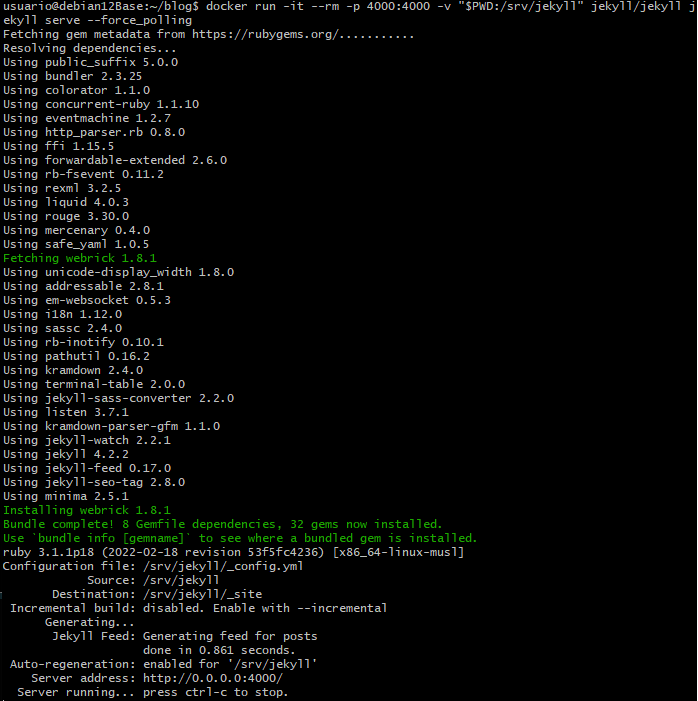 usuario@debian12Base:~/blog$ docker run -it --rm -p 4000:4000 -v "$PWD:/srv/jekyll" jekyll/jekyll j
ekyll serve --force_polling
Fetching gem metadata from https://rubygems.org/...........
Resolving dependencies...
Using public_suffix 5.0.0
Using bundler 2.3.25
Using colorator 1.1.0
Using concurrent-ruby 1.1.10
Using eventmachine 1.2.7
Using http_parser.rb 0.8.0
Using ffi 1.15.5
Using forwardable-extended 2.6.0
Using rb-fsevent 0.11.2
Using rexml 3.2.5
Using liquid 4.0.3
Using rouge 3.30.0
Using mercenary 0.4.0
Using safe_yaml 1.0.5
Fetching webrick 1.8.1
Using unicode-display_width 1.8.0
Using addressable 2.8.1
Using em-websocket 0.5.3
Using i18n 1.12.0
Using sassc 2.4.0
Using rb-inotify 0.10.1
Using pathutil 0.16.2
Using kramdown 2.4.0
Using terminal-table 2.0.0
Using jekyll-sass-converter 2.2.0
Using listen 3.7.1
Using kramdown-parser-gfm 1.1.0
Using jekyll-watch 2.2.1
Using jekyll 4.2.2
Using jekyll-feed 0.17.0
Using jekyll-seo-tag 2.8.0
Using minima 2.5.1
Installing webrick 1.8.1
Bundle complete! 8 Gemfile dependencies, 32 gems now installed.
Use `bundle info [gemname]` to see where a bundled gem is installed.
ruby 3.1.1p18 (2022-02-18 revision 53f5fc4236) [x86_64-linux-musl]
Configuration file: /srv/jekyll/_config.yml
Source: /srv/jekyll
Destination: /srv/jekyll/_site
Incremental build: disabled. Enable with --incremental
Generating...
Jekyll Feed: Generating feed for posts
done in 0.861 seconds.
Auto-regeneration: enabled for '/srv/jekyll'
Server address: http://0.0.0.0:4000/
Server running... press ctrl-c to stop.